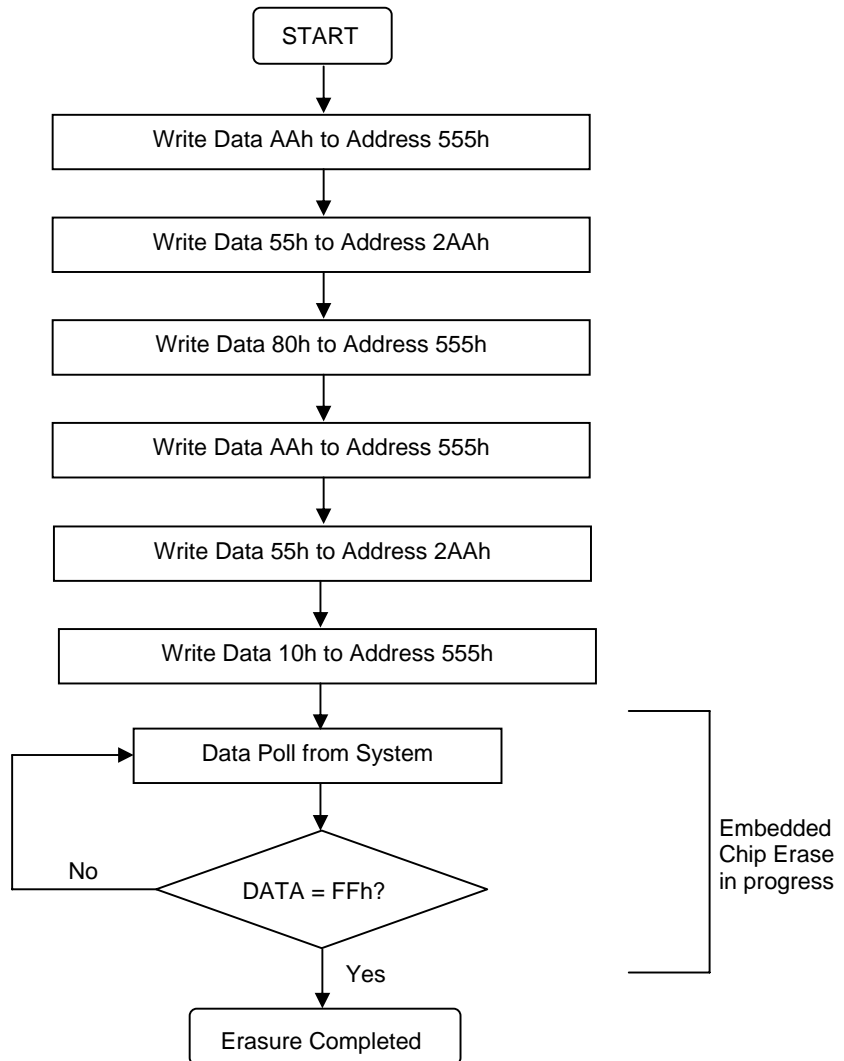 START
Write Data AAh to Address 555h
Write Data 55h to Address 2AAh
Write Data 80h to Address 555h
Write Data AAh to Address 555h
Write Data 55h to Address 2AAh
Write Data 10h to Address 555h
Data Poll from System
Embedded
Chip Erase
in progress
No
DATA = FFh?
Yes
Erasure Completed